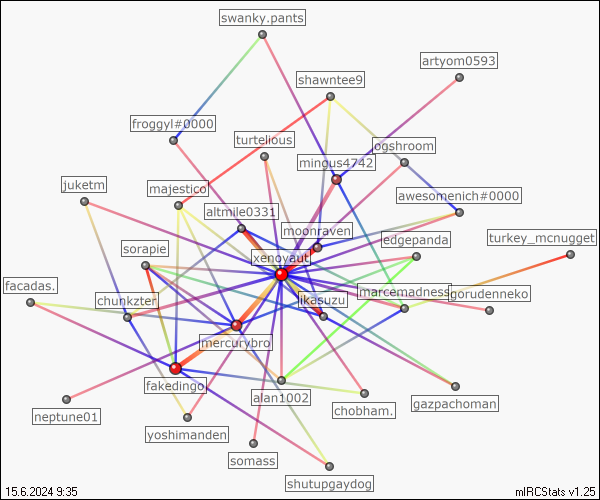 swanky.pants
artyom0593
shawntee9
froggyl#0000
turtelious
ogshroom
mingus4742
juketm
majestico
awesomenich#0000
altmile0331
moonraven
edgepanda
turkey_mcnugget
sorapie
xenoyaut
facadas.
chunkzter
likasuzu
marcemadness
gorudenneko
mercurybro
fakedingo
alan1002
chobham.
gazpachoman
neptune01
yoshimanden
somass
shutupgaydog
15.6.2024 9:35
mIRCStats v1.25